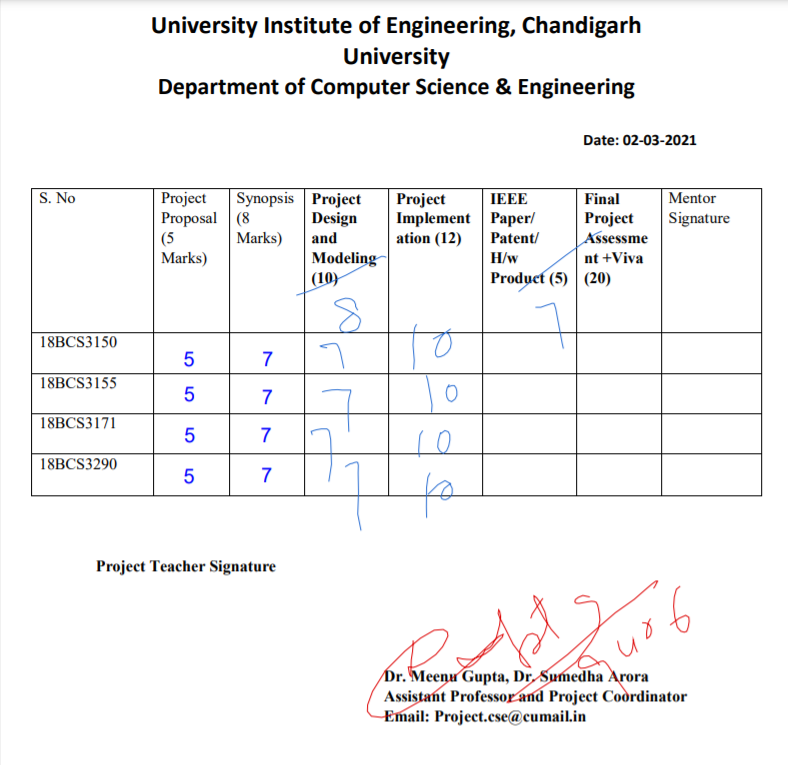 University Institute of Engineering, Chandigarh
University
Department of Computer Science & Engineering
Date: 02-03-2021
S. No
Project
Proposal
(5
Marks)
Synopsis
(8
Marks)
Project
Design
and
Modeling
(10)
8
Project
Implement
ation (12)
IEEE
Paper/
Patent/
H/w
Product (5)
7
Final
Project
Assessme
nt +Viva
(20)
Mentor
Signature
18BCS3150 5 7 7 10
18BCS3155 5 7 7 10
18BCS3171 5 7 7 10
18BCS3290 5 7 7 10
Project Teacher Signature
Dr. Meenu Gupta, Dr. Sumedha Arora
Assistant Professor and Project Coordinator
Email: Project.cse@cumail.in